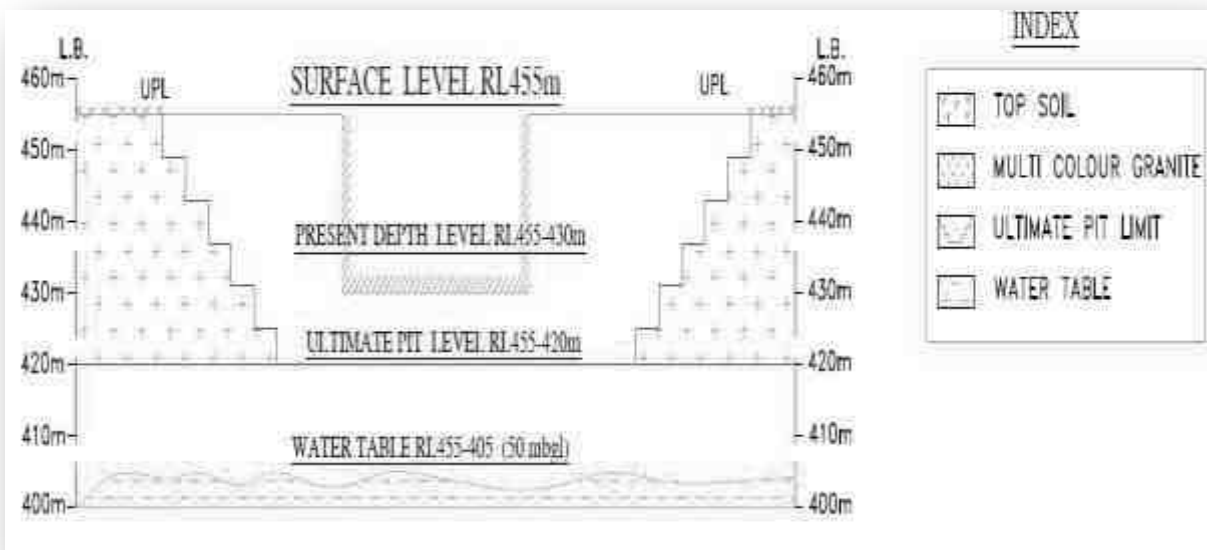 INDEX
L.B.
L.B.
460m
UPL
SURFACE LEVEL RL455m
UPL
460m
TOP SOIL
450m
450m
MULTI COLOUR GRANITE
440m
PRESENT DEPTH LEVEL RL455-430m
440m
ULTIMATE PIT LIMIT
430m
430m
WATER TABLE
ULTIMATE PIT LEVEL RL455-420m
420m
420m
410m
WATER TABLE RL455-405 (50 mbgl)
410m
400m
400m